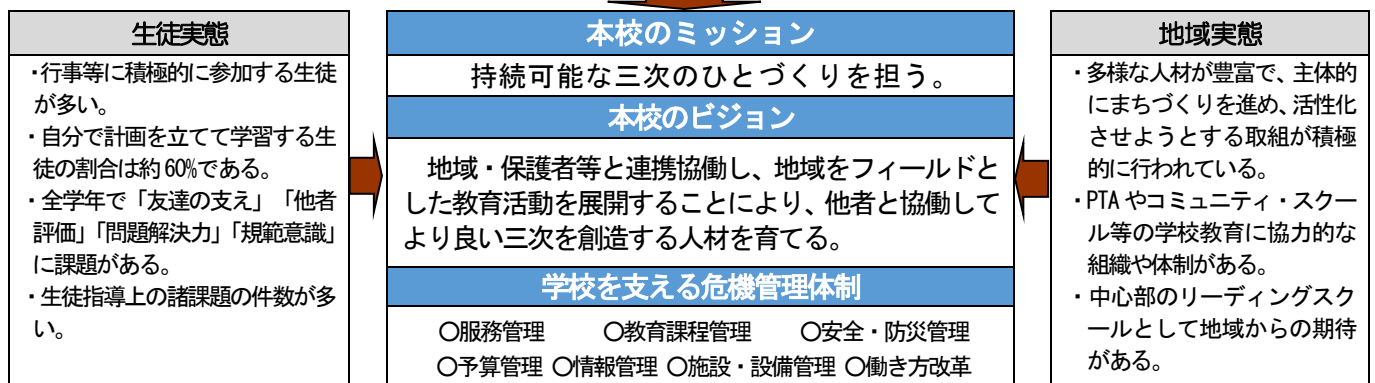 生徒実態
・行事等に積極的に参加する生徒
が多い。
・自分で計画を立てて学習する生
徒の割合は約60%である。
・全学年で「友達の支え」「他者
評価」「問題解決力」「規範意識」
に課題がある。
・生徒指導上の諸課題の件数が多
い。
本校のミッション
持続可能な三次のひとづくりを担う。
本校のビジョン
地域・保護者等と連携協働し、地域をフィールドと
した教育活動を展開することにより、他者と協働して
より良い三次を創造する人材を育てる。
学校を支える危機管理体制
〇服務管理 〇教育課程管理 〇安全・防災管理
〇予算管理 〇情報管理 〇施設・設備管理 〇働き方改革
地域実態
・多様な人材が豊富で、主体的
にまちづくりを進め、活性化
させようとする取組が積極
的に行われている。
・PTAやコミュニティ・スクー
ル等の学校教育に協力的な
組織や体制がある。
・中心部のリーディングスク
ールとして地域からの期待
がある。